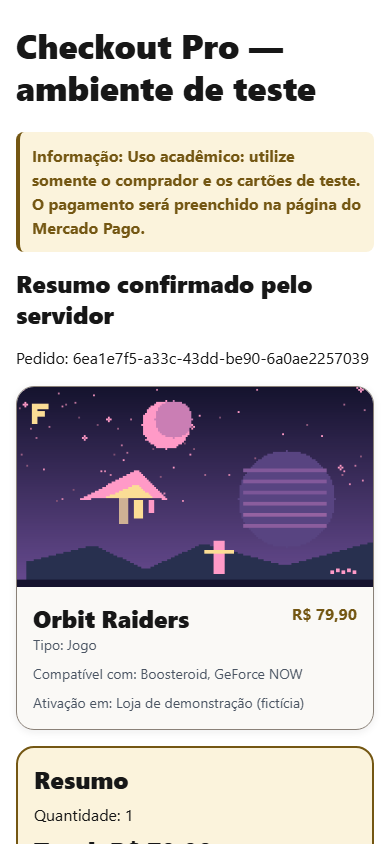 Checkout Pro —
ambiente de teste
Informação: Uso acadêmico: utilize
somente o comprador e os cartões de teste.
O pagamento será preenchido na página do
Mercado Pago.
Resumo confirmado pelo
servidor
Pedido: 6ea1e7f5-a33c-43dd-be90-6a0ae2257039
F
Orbit Raiders
R$ 79,90
Tipo: Jogo
Compatível com: Boosteroid, GeForce NOW
Ativação em: Loja de demonstração (fictícia)
Resumo
Quantidade: 1